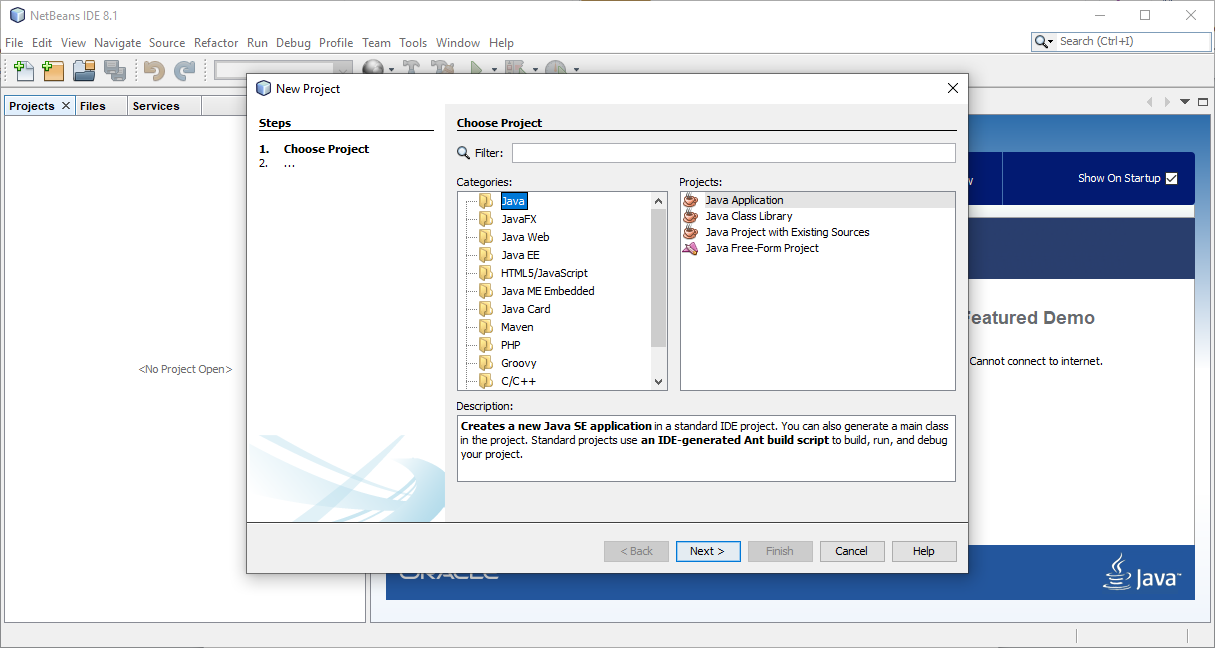 NetBeans IDE 8.1
File Edit View Navigate Source Refactor Run Debug Profile Team Tools Window Help
Search (Ctrl+I)
Projects Files Services
New Project
Steps
1. Choose Project
2. ...
Choose Project
Filter:
Categories:
Java
JavaFX
Java Web
Java EE
HTML5/JavaScript
Java ME Embedded
Java Card
Maven
PHP
Groovy
C/C++
Projects:
Java Application
Java Class Library
Java Project with Existing Sources
Java Free-Form Project
Description:
Creates a new Java SE application in a standard IDE project. You can also generate a main class
in the project. Standard projects use an IDE-generated Ant build script to build, run, and debug
your project.
< Back Next > Finish Cancel Help
<No Project Open>
Show On Startup
Featured Demo
Cannot connect to internet.
ORACLE
Java™